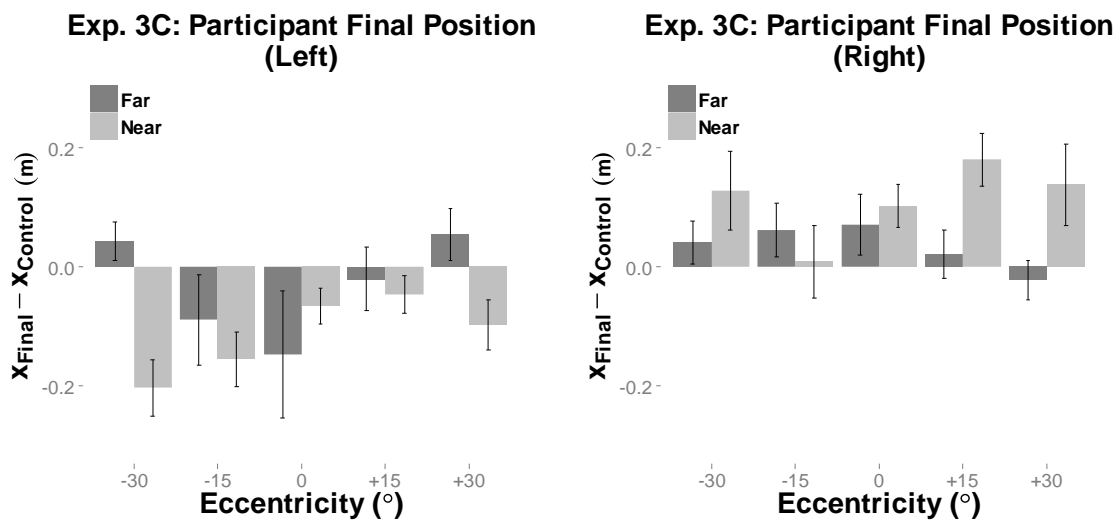 Exp. 3C: Participant Final Position
(Left)
Far
Near
xFinal − xControl (m)
0.2
0.0
-0.2
-30
-15
0
+15
+30
Eccentricity (°)
Exp. 3C: Participant Final Position
(Right)
Far
Near
xFinal − xControl (m)
0.2
0.0
-0.2
-30
-15
0
+15
+30
Eccentricity (°)